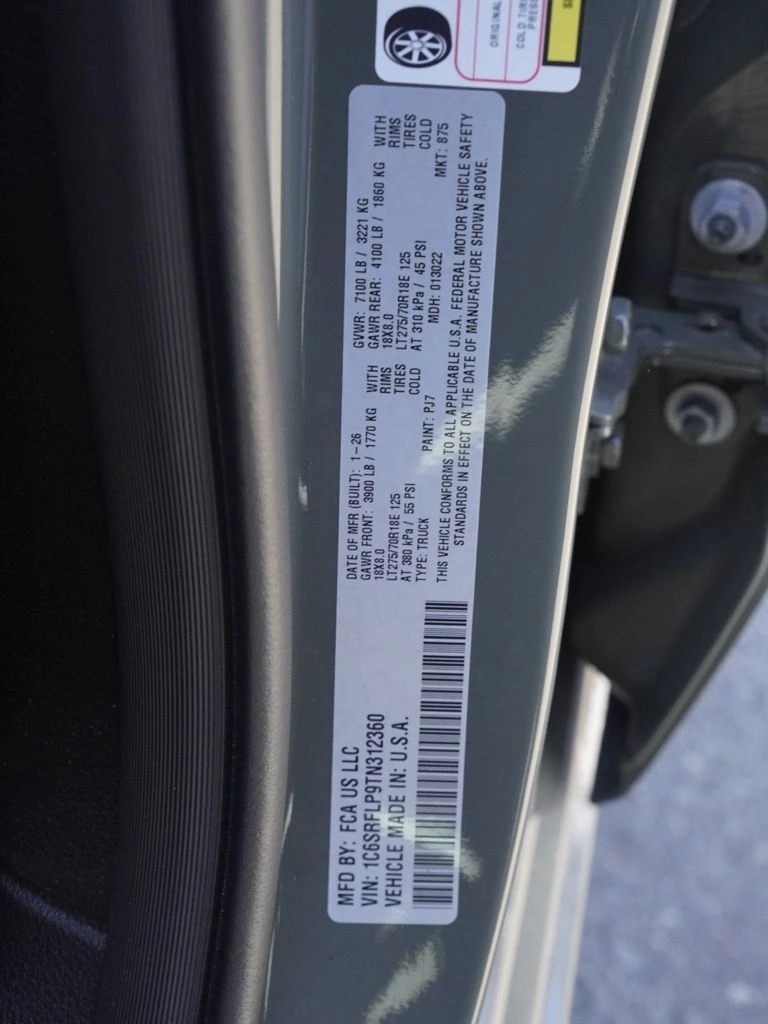 ORIGINAL
COLD TIRE
PRESS
MFD BY: FCA US LLC
VIN: 1C6SRFLP9TN312360
VEHICLE MADE IN: U.S.A.
DATE OF MFR (BUILT): 1-26 GVWR: 7100 LB / 3221 KG
GAWR FRONT: 3900 LB / 1770 KG WITH GAWR REAR: 4100 LB / 1860 KG WITH
18X8.0 RIMS 18X8.0 RIMS
LT275/70R18E 125 TIRES LT275/70R18E 125 TIRES
AT 380 kPa / 55 PSI COLD AT 310 kPa / 45 PSI COLD
TYPE: TRUCK PAINT: PJ7 MDH: 013022 MKT: 875
THIS VEHICLE CONFORMS TO ALL APPLICABLE U.S.A. FEDERAL MOTOR VEHICLE SAFETY
STANDARDS IN EFFECT ON THE DATE OF MANUFACTURE SHOWN ABOVE.